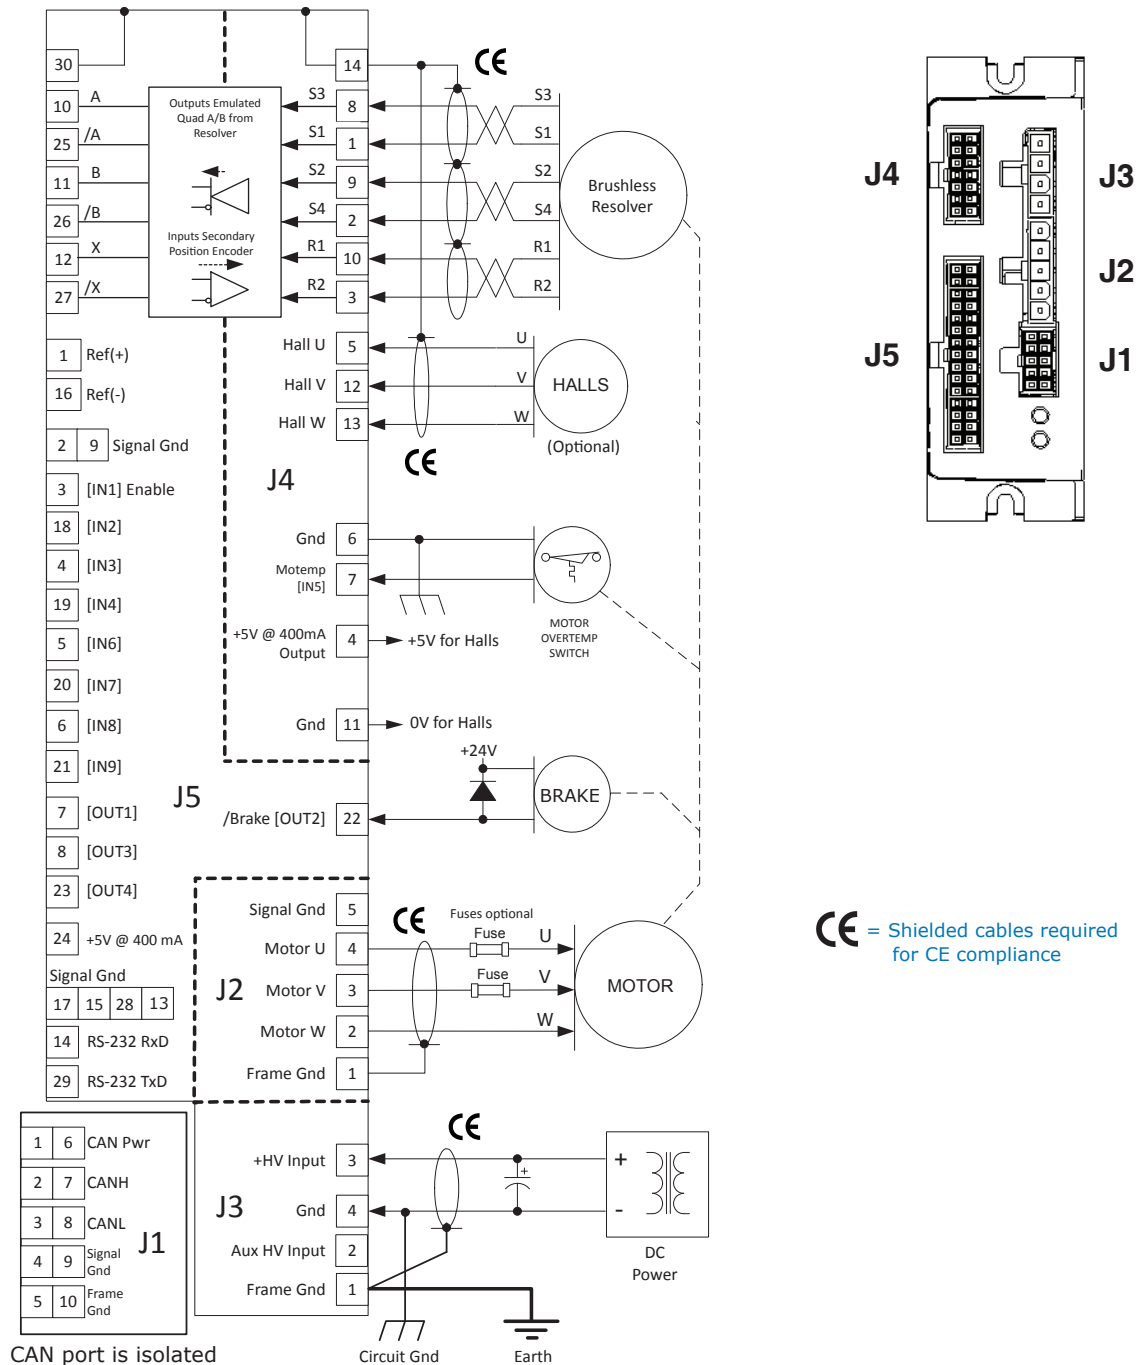 30
14
10 A
Outputs Emulated
Quad A/B from
Resolver
S3 8 S3
25 /A
S1 1 S1
11 B
S2 9 S2
26 /B
S4 2 S4
Brushless
Resolver
12 X
Inputs Secondary
Position Encoder
R1 10 R1
27 /X
R2 3 R2
CE
1 Ref(+)
16 Ref(-)
2 9 Signal Gnd
3 [IN1] Enable
18 [IN2]
4 [IN3]
19 [IN4]
5 [IN6]
20 [IN7]
6 [IN8]
21 [IN9]
7 [OUT1]
8 [OUT3]
23 [OUT4]
24 +5V @ 400 mA
Signal Gnd
17 15 28 13
14 RS-232 RxD
29 RS-232 TxD
J5
Hall U 5 U
Hall V 12 V
Hall W 13 W
HALLS
(Optional)
CE
J4
Gnd 6
Motemp
[IN5]
7
MOTOR
OVERTEMP
SWITCH
+5V @ 400mA
Output
4 +5V for Halls
Gnd 11 0V for Halls
+24V
BRAKE
/Brake [OUT2] 22
J2
Signal Gnd 5
Motor U 4
Motor V 3
Motor W 2
Frame Gnd 1
CE
Fuses optional
Fuse U
Fuse V
W
MOTOR
J3
+HV Input 3
Gnd 4
Aux HV Input 2
Frame Gnd 1
CE
+
+
-
DC
Power
Circuit Gnd
Earth
1 6 CAN Pwr
2 7 CANH
3 8 CANL
4 9 Signal
Gnd
5 10 Frame
Gnd
J1
CAN port is isolated
J4
J3
J2
J5
J1
CE = Shielded cables required
for CE compliance